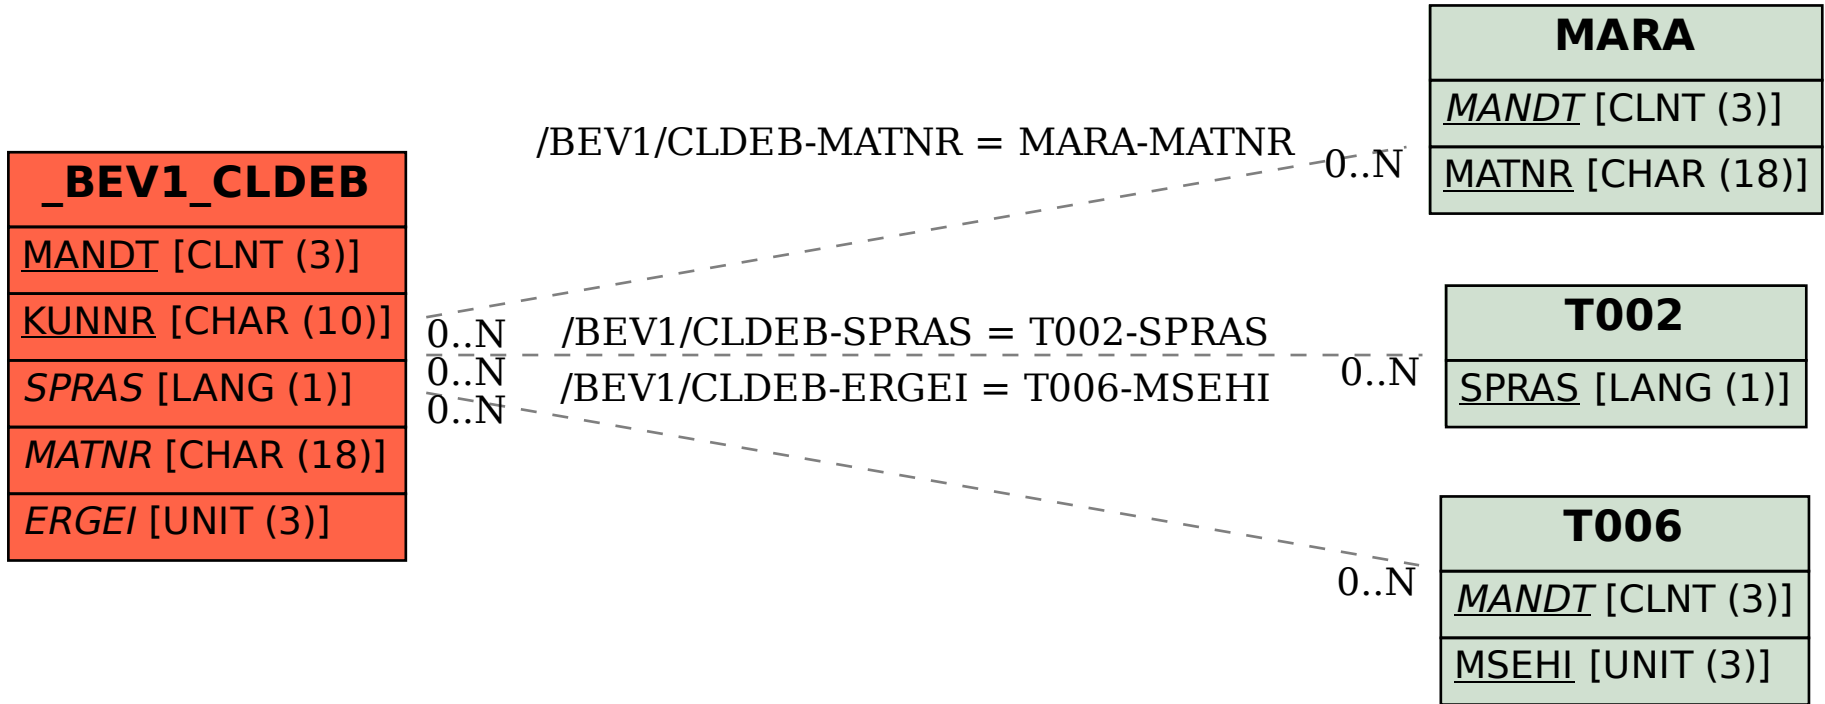 _BEV1_CLDEB
MANDT [CLNT (3)]
KUNNR [CHAR (10)]
SPRAS [LANG (1)]
MATNR [CHAR (18)]
ERGEI [UNIT (3)]
/BEV1/CLDEB-MATNR = MARA-MATNR
0..N
0..N
/BEV1/CLDEB-SPRAS = T002-SPRAS
0..N
0..N
/BEV1/CLDEB-ERGEI = T006-MSEHI
0..N
0..N
MARA
MANDT [CLNT (3)]
MATNR [CHAR (18)]
T002
SPRAS [LANG (1)]
T006
MANDT [CLNT (3)]
MSEHI [UNIT (3)]